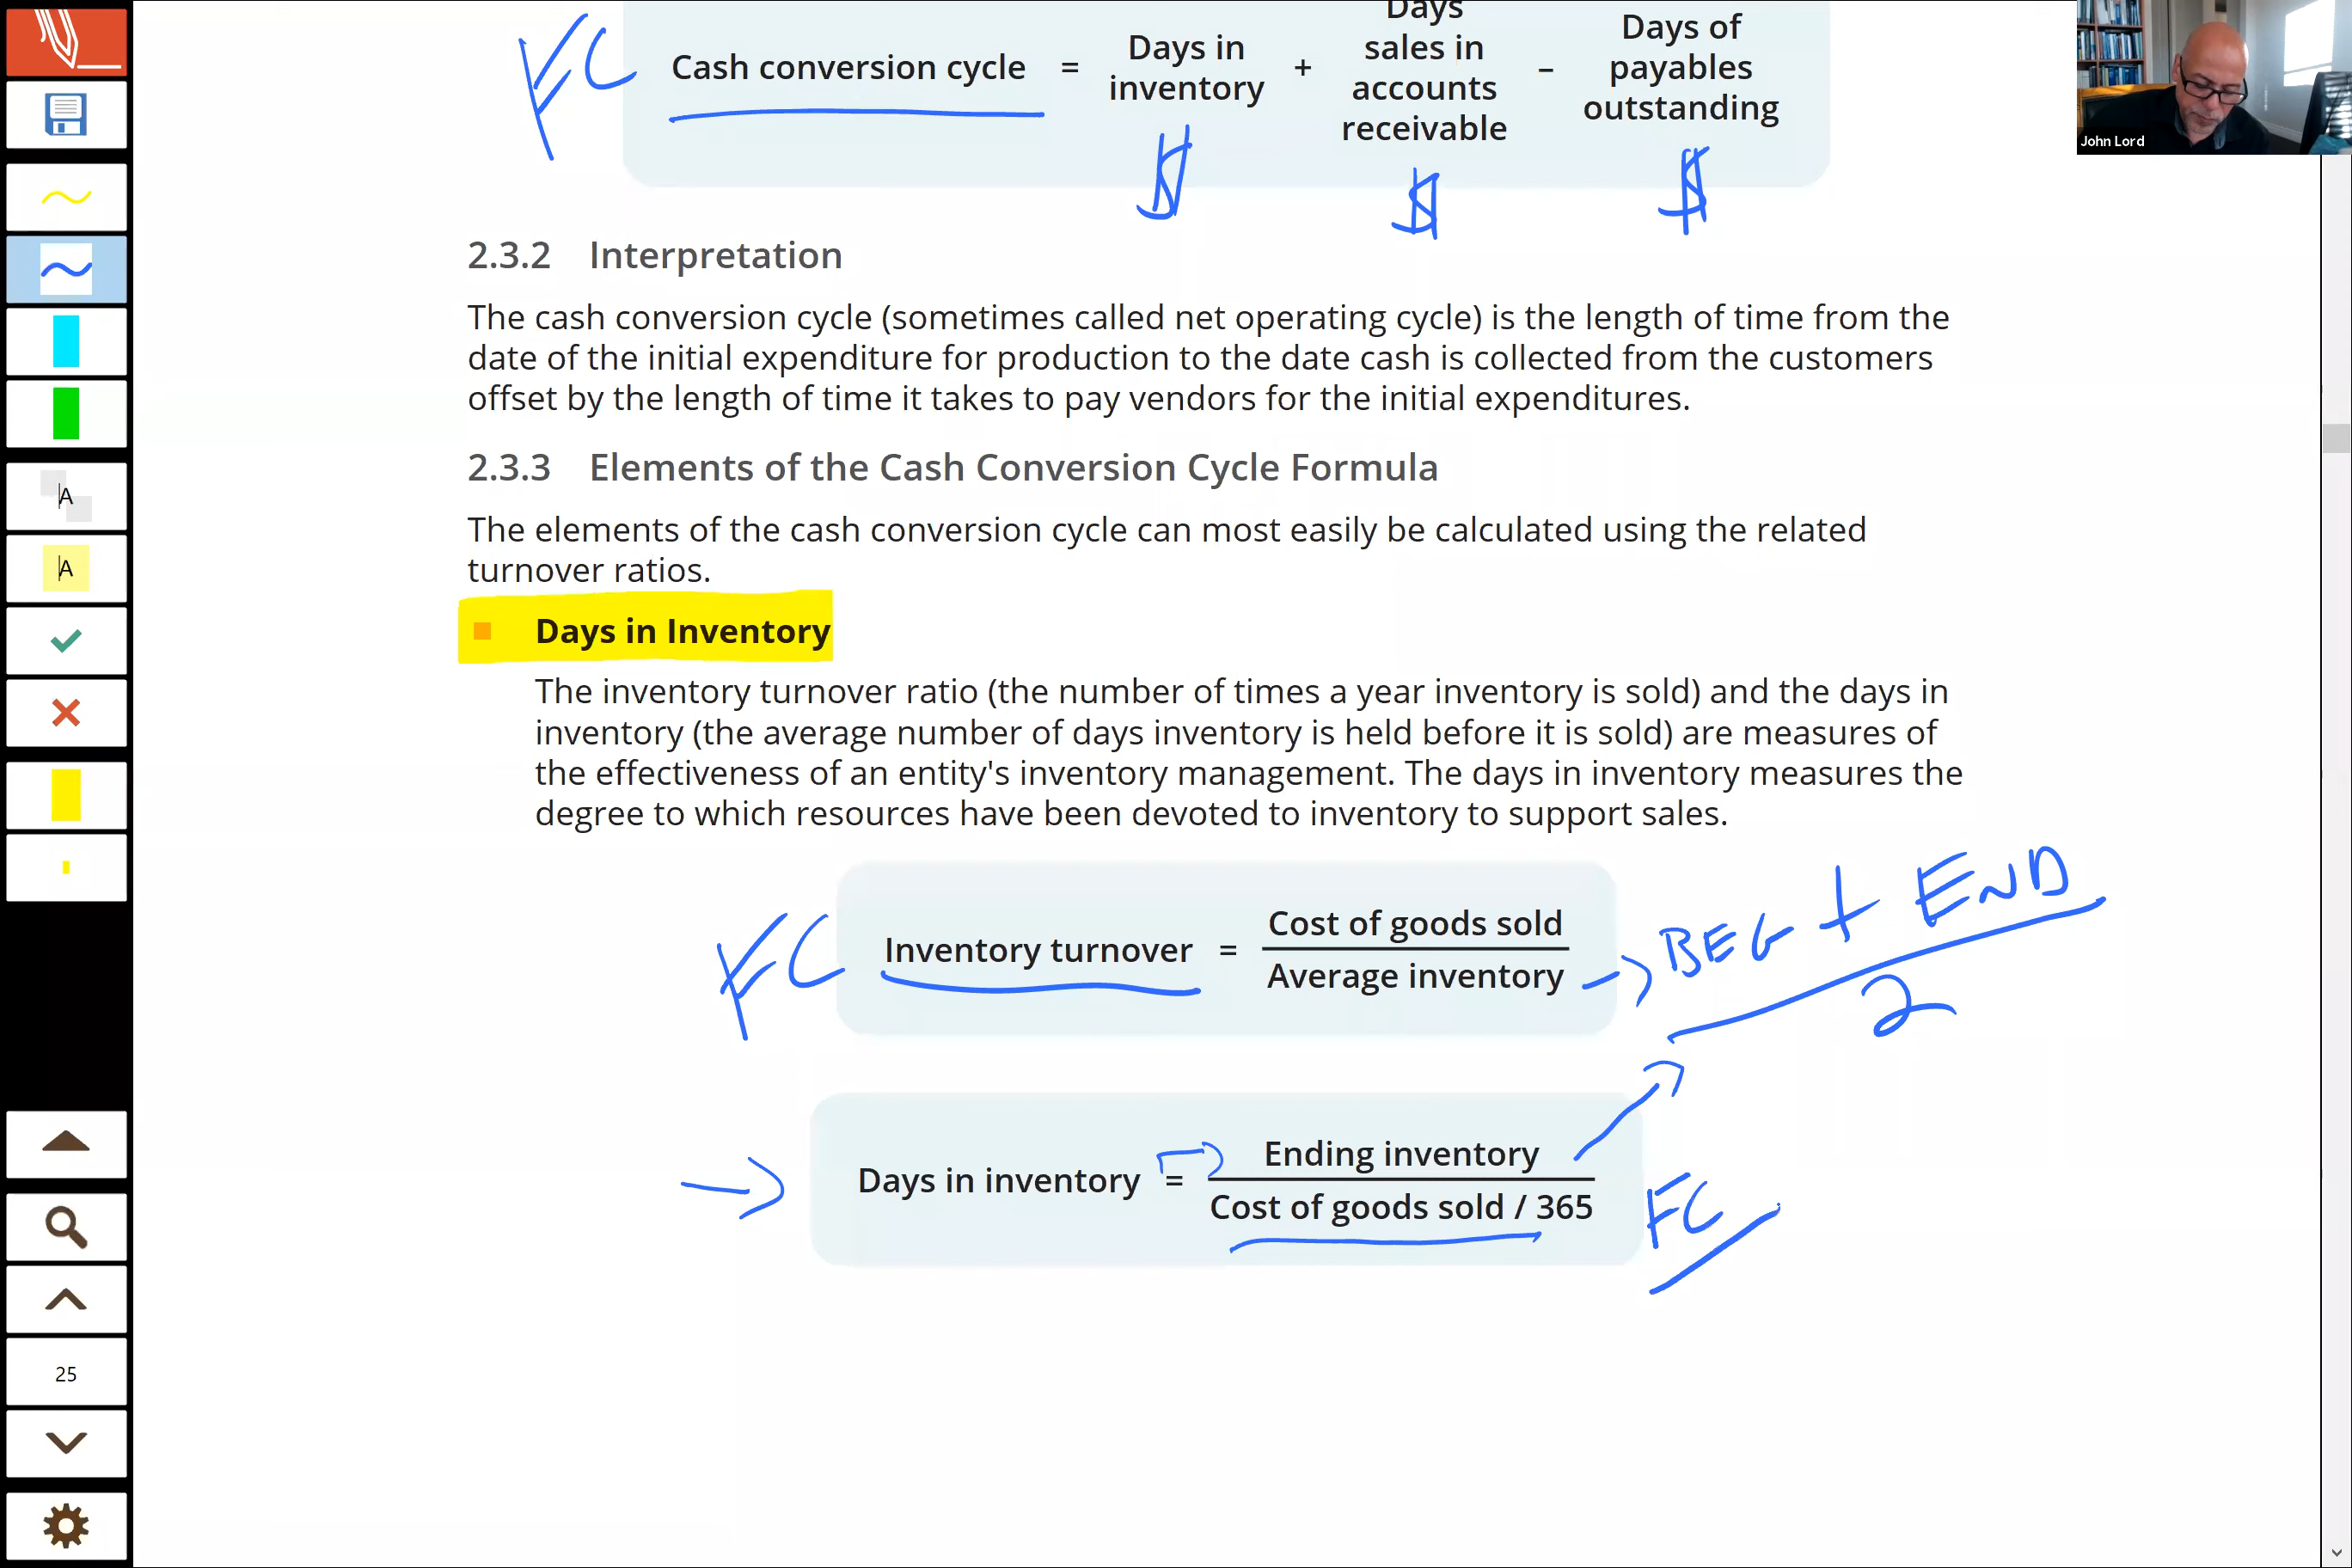 FC
Cash conversion cycle = Days in inventory + Days sales in accounts receivable – Days of payables outstanding
$ $ $
John Lord
2.3.2 Interpretation
The cash conversion cycle (sometimes called net operating cycle) is the length of time from the
date of the initial expenditure for production to the date cash is collected from the customers
offset by the length of time it takes to pay vendors for the initial expenditures.
2.3.3 Elements of the Cash Conversion Cycle Formula
The elements of the cash conversion cycle can most easily be calculated using the related
turnover ratios.
Days in Inventory
The inventory turnover ratio (the number of times a year inventory is sold) and the days in
inventory (the average number of days inventory is held before it is sold) are measures of
the effectiveness of an entity's inventory management. The days in inventory measures the
degree to which resources have been devoted to inventory to support sales.
FC
Inventory turnover =
Cost of goods sold
Average inventory
BEG + END
2
Days in inventory =
Ending inventory
Cost of goods sold / 365
FC
A
A
25